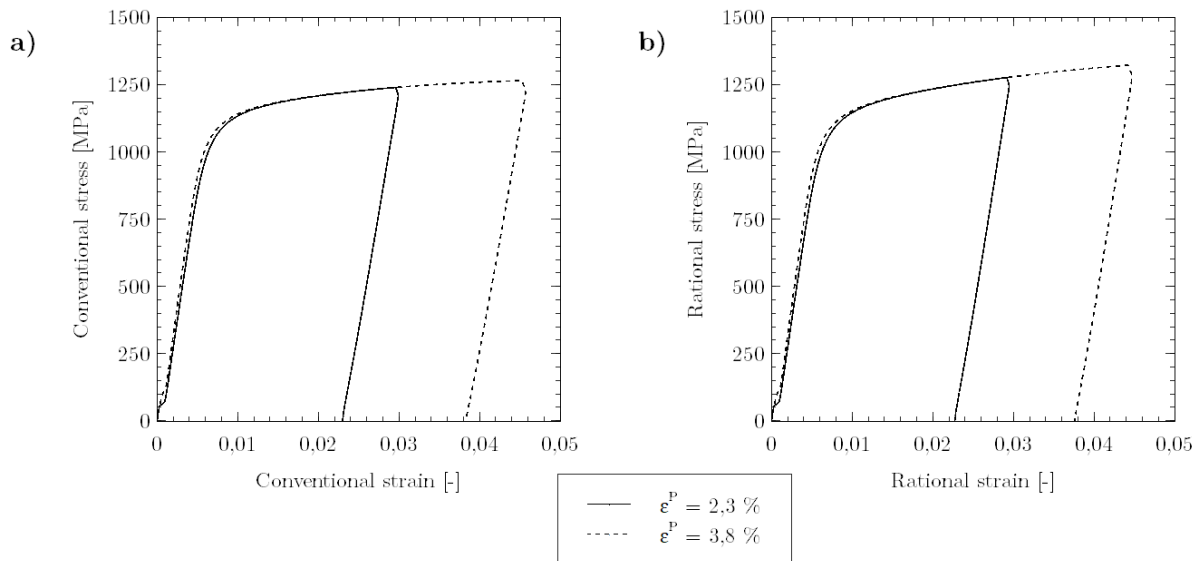 a)
Conventional stress [MPa]
1500
1250
1000
750
500
250
0
0 0,01 0,02 0,03 0,04 0,05
Conventional strain [-]
b)
Rational stress [MPa]
1500
1250
1000
750
500
250
0
0 0,01 0,02 0,03 0,04 0,05
Rational strain [-]
ε^P = 2,3 %
ε^P = 3,8 %